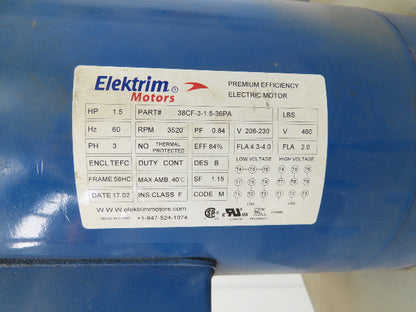 Elektrim® Motors
PREMIUM EFFICIENCY
ELECTRIC MOTOR
HP 1.5 PART# 38CF-3-1.5-36PA LBS
Hz 60 RPM 3520 PF 0.84 V 208-230 V 460
PH 3 NO THERMAL PROTECTED EFF 84% FLA 4.3-4.0 FLA 2.0
ENCL TEFC DUTY CONT DES B LOW VOLTAGE HIGH VOLTAGE
FRAME 56HC MAX AMB. 40°C SF 1.15
DATE 17.02 INS CLASS F CODE M
www.elektrimmotors.com
+1-847-524-1074